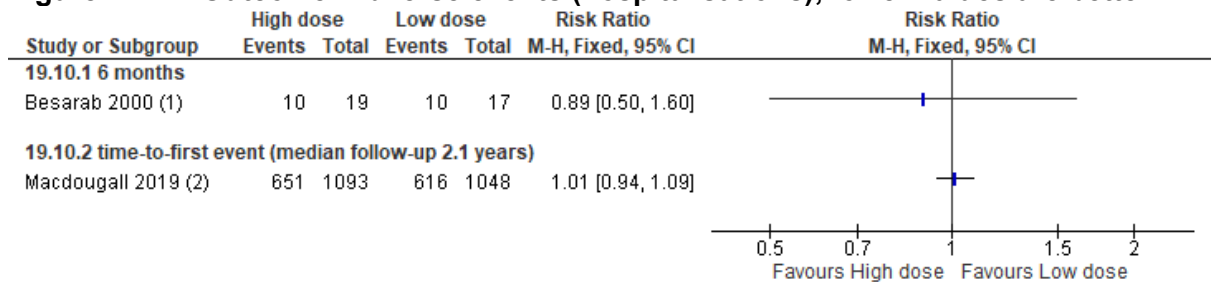 High dose Low dose Risk Ratio Risk Ratio
Study or Subgroup Events Total Events Total M-H, Fixed, 95% CI M-H, Fixed, 95% CI
19.10.1 6 months
Besarab 2000 (1) 10 19 10 17 0.89 [0.50, 1.60]
19.10.2 time-to-first event (median follow-up 2.1 years)
Macdougall 2019 (2) 651 1093 616 1048 1.01 [0.94, 1.09]
0.5 0.7 1 1.5 2
Favours High dose Favours Low dose